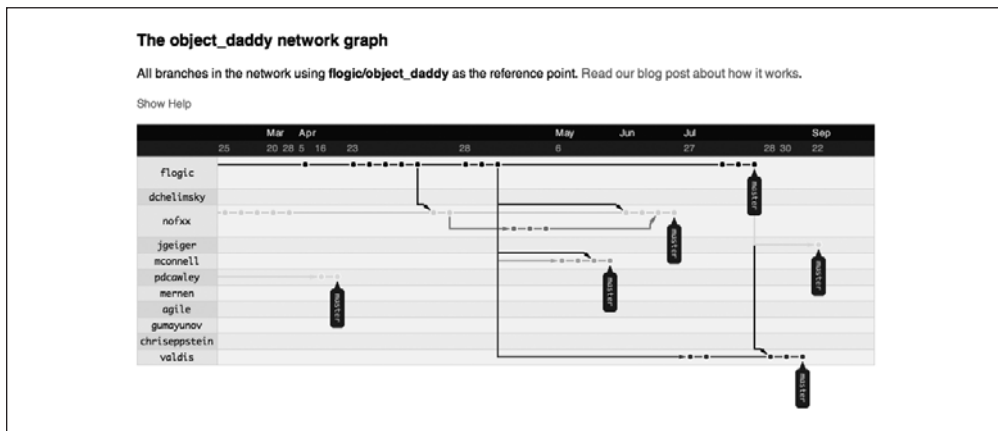 The object_daddy network graph
All branches in the network using flogic/object_daddy as the reference point. Read our blog post about how it works.
Show Help
Mar Apr May Jun Jul Sep
25 20 28 5 16 23 28 6 27 28 30 22
flogic
master
dchelimsky
nofxx
master
jgeiger
master
mconnell
master
pdcawley
master
mernen
agile
gumayunov
chriseppstein
valdis
master